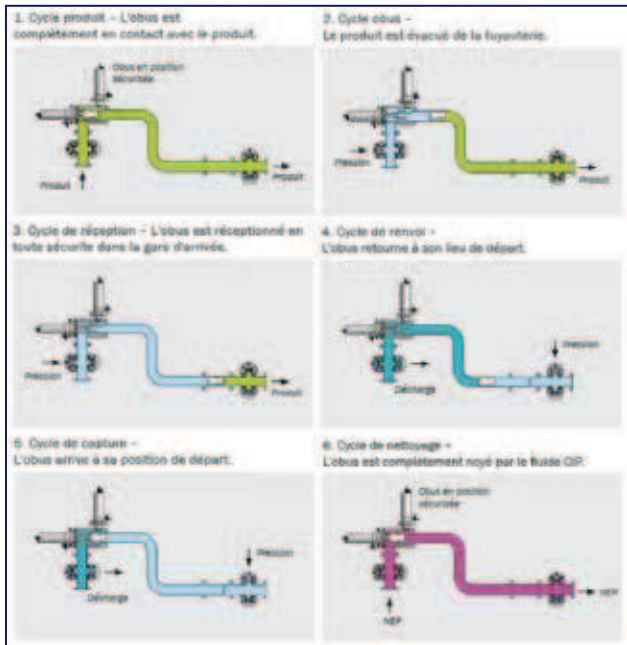 1. Cycle produit – L'obus est
complètement en contact avec le produit.
Obus en position
sécurisée
Produit
Produit
2. Cycle obus –
Le produit est évacué de la tuyauterie.
Pression
Produit
3. Cycle de réception – L'obus est réceptionné en
toute sécurité dans la gare d'arrivée.
Pression
Produit
4. Cycle de renvoi –
L'obus retourne à son lieu de départ.
Pression
Décharge
5. Cycle de capture –
L'obus arrive à sa position de départ.
Pression
Décharge
6. Cycle de nettoyage –
L'obus est complètement noyé par le fluide CIP.
Obus en position
sécurisée
NEP
NEP